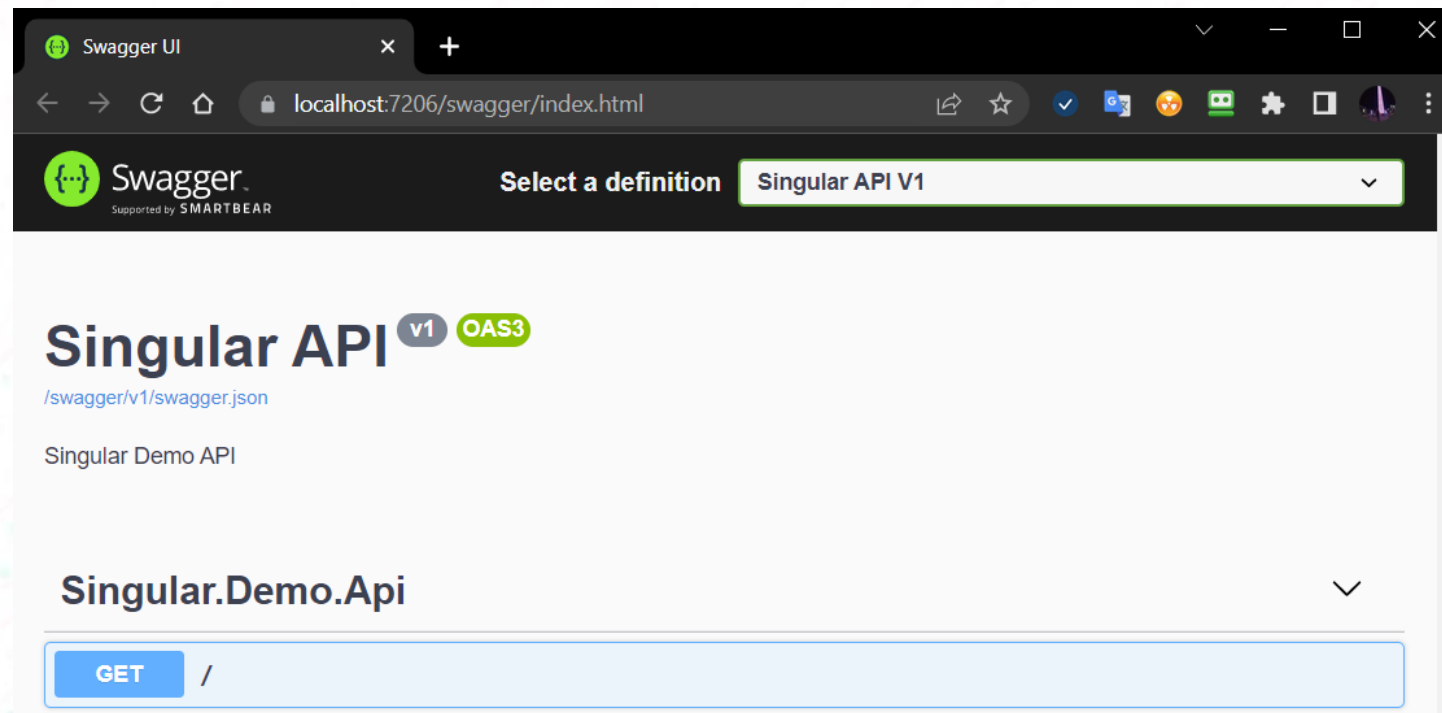 Swagger UI
localhost:7206/swagger/index.html
Swagger.
Supported by SMARTBEAR
Select a definition
Singular API V1
Singular API v1 OAS3
/swagger/v1/swagger.json
Singular Demo API
Singular.Demo.Api
GET /